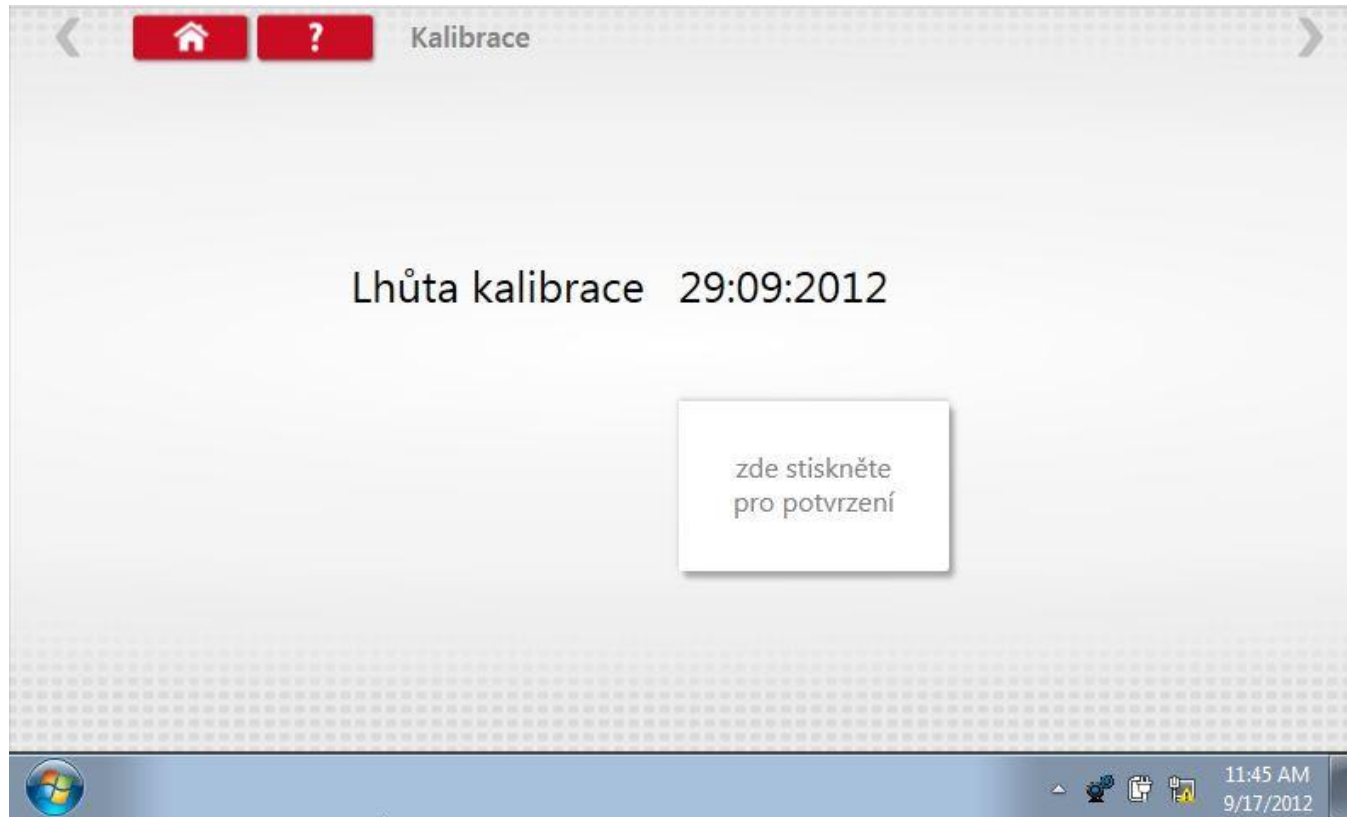 ? Kalibrace
Lhůta kalibrace 29:09:2012
zde stiskněte
pro potvrzení
11:45 AM
9/17/2012